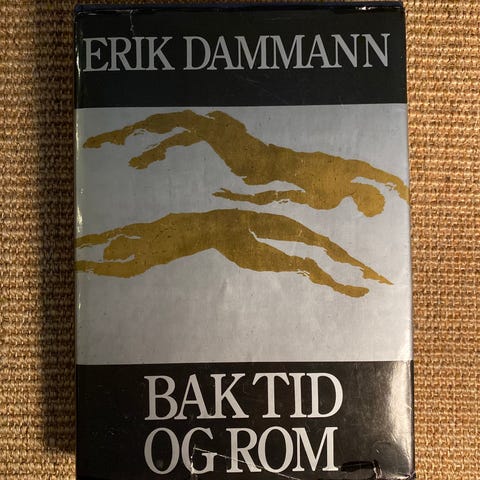 ERIK DAMMANN
BAK TID
OG ROM